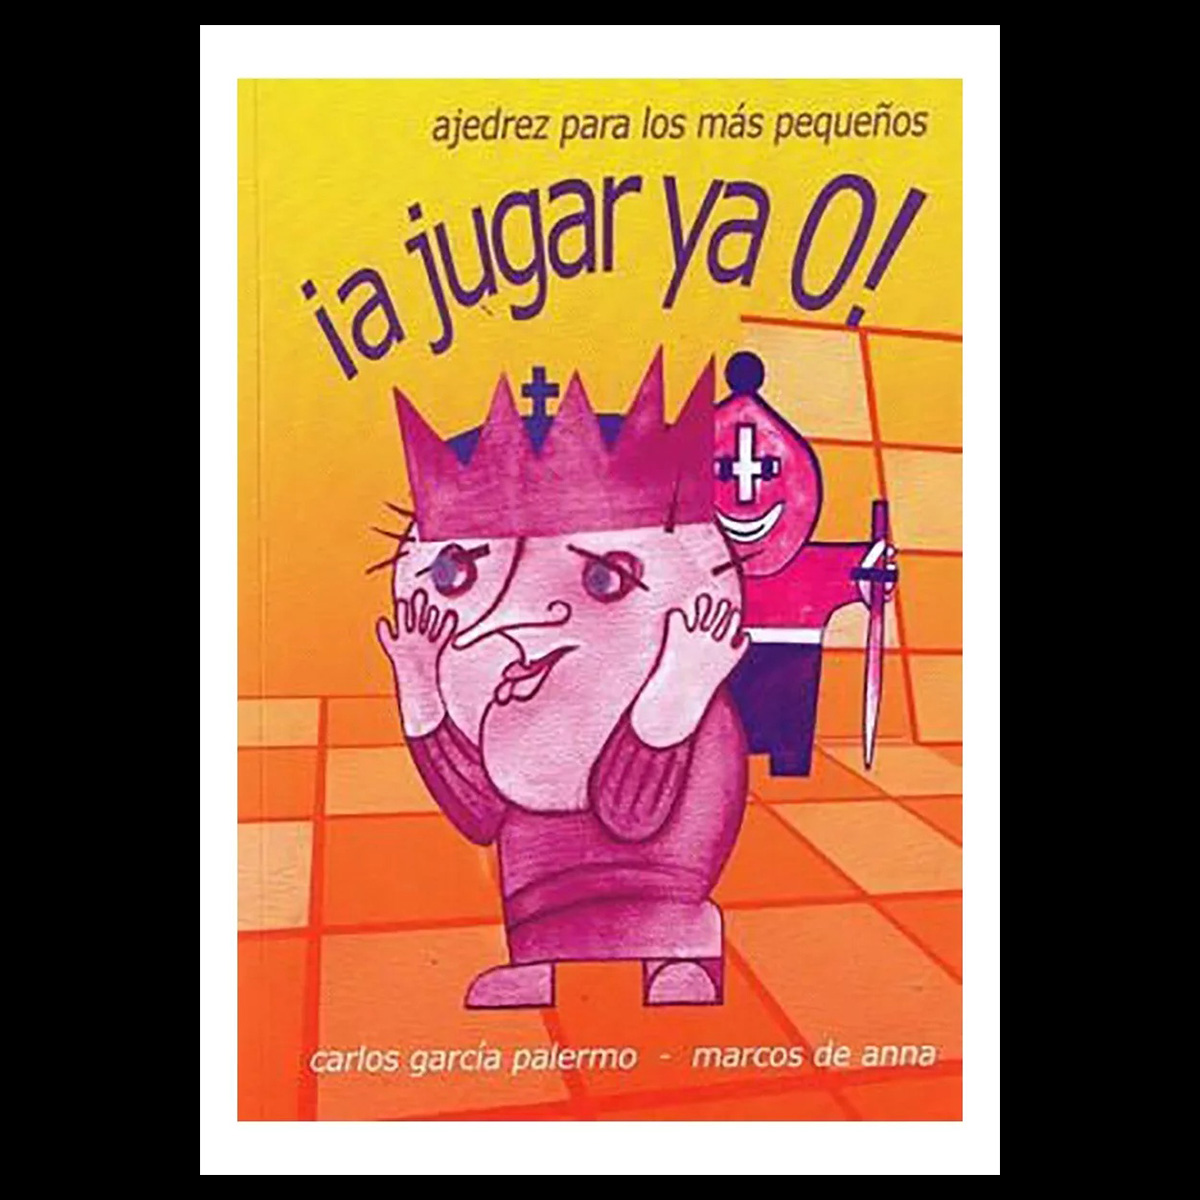 ajedrez para los más pequeños
¡a jugar ya 0!
carlos garcía palermo - marcos de anna